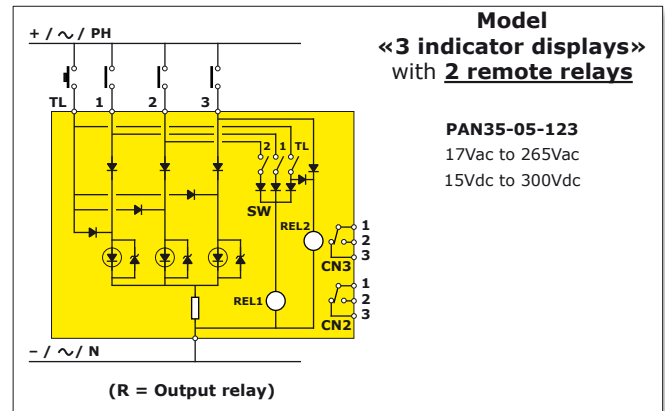 Model
«3 indicator displays»
with 2 remote relays
PAN35-05-123
17Vac to 265Vac
15Vdc to 300Vdc
+ / ∿ / PH
TL 1 2 3
2 1 TL
SW
REL2
1
2
3
CN3
REL1
1
2
3
CN2
– / ∿ / N
(R = Output relay)